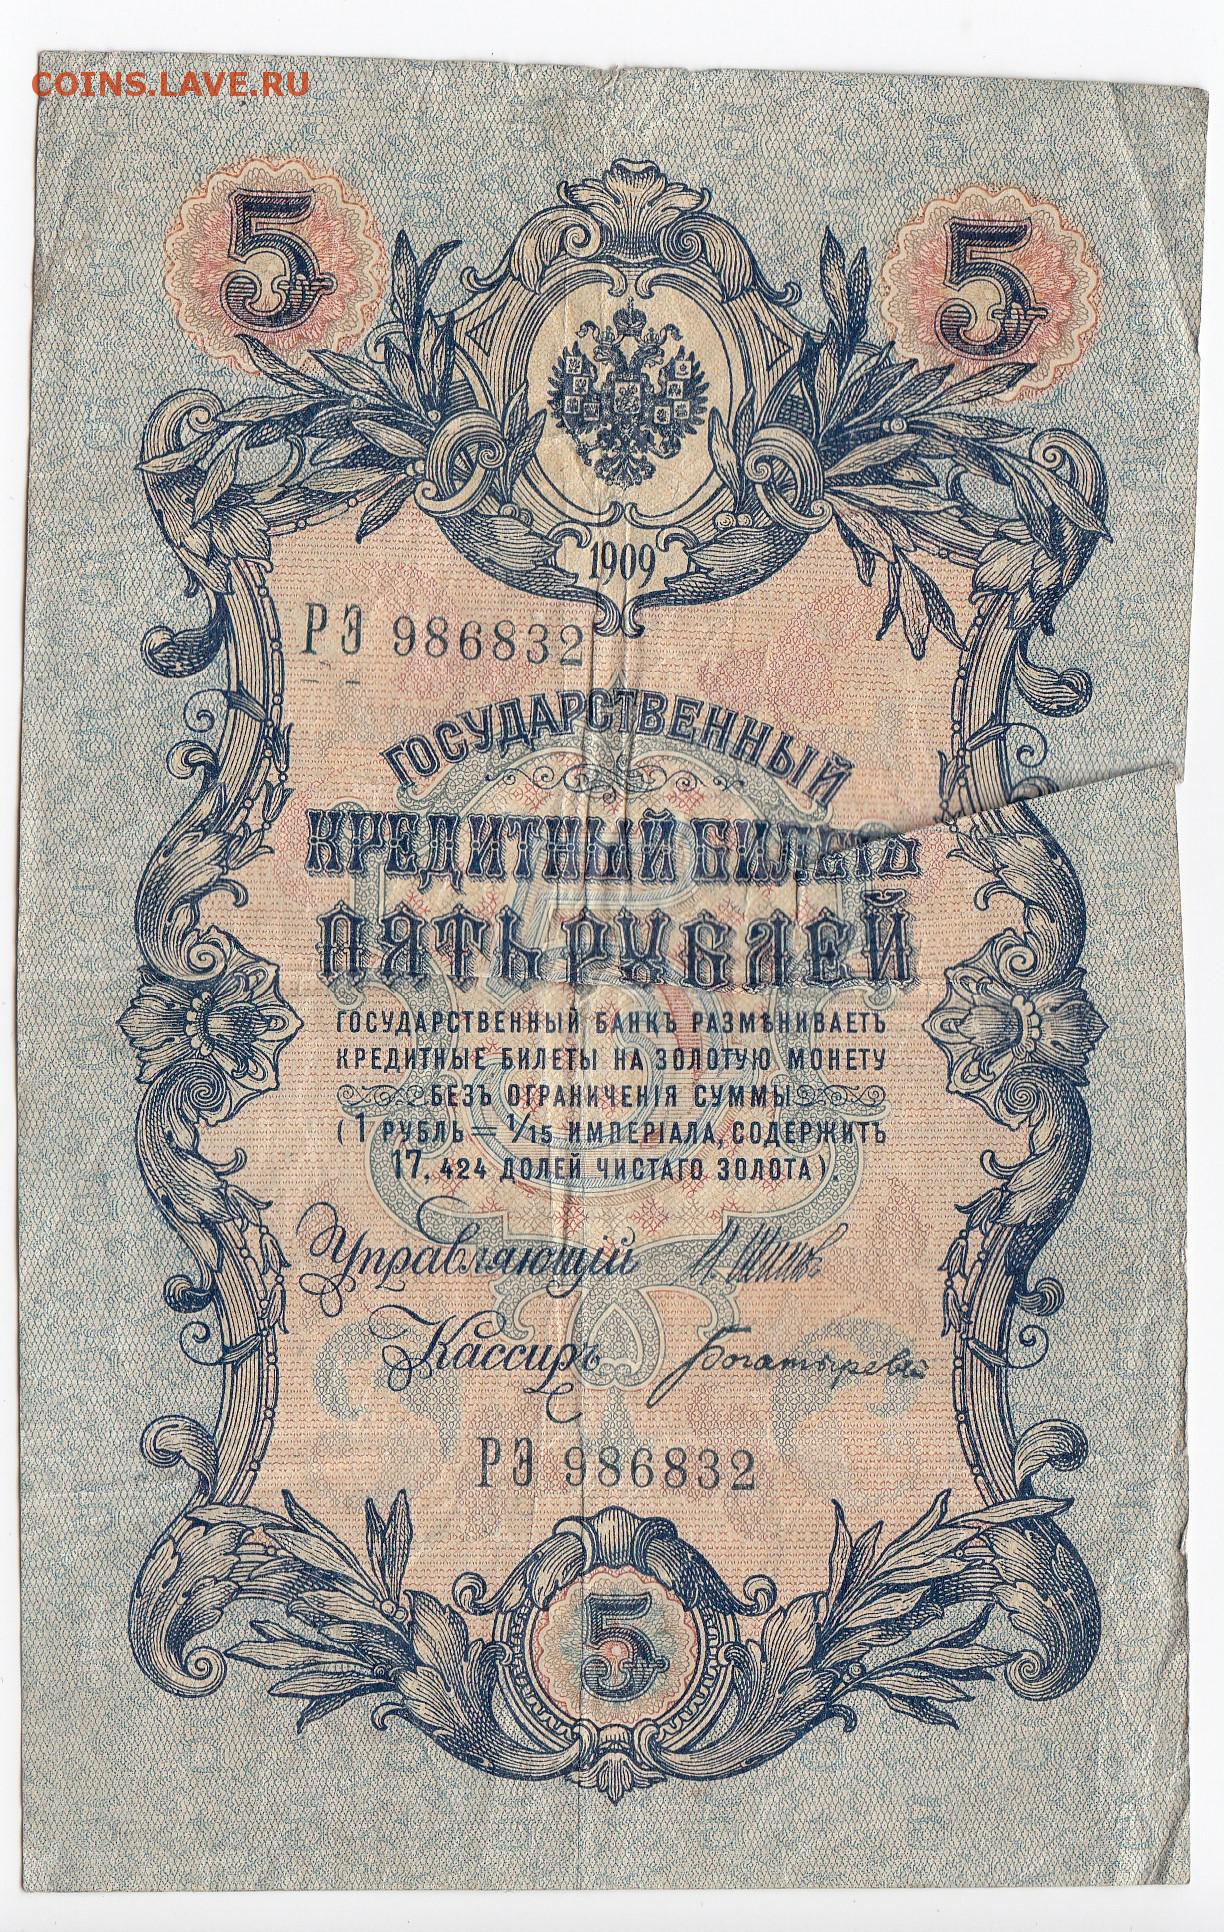 COINS.LAVE.RU
5 5
1909
РЭ 986832
ГОСУДАРСТВЕННЫЙ
КРЕДИТНЫЙ
ПЯТЬ РУБЛЕЙ
ГОСУДАРСТВЕННЫЙ БАНКЪ РАЗМѢНИВАЕТЪ
КРЕДИТНЫЕ БИЛЕТЫ НА ЗОЛОТУЮ МОНЕТУ
БЕЗЪ ОГРАНИЧЕНІЯ СУММЫ
(1 РУБЛЬ = 1/15 ИМПЕРІАЛА, СОДЕРЖИТЪ
17,424 ДОЛЕЙ ЧИСТАГО ЗОЛОТА).
Управляющій И. Шипов
Кассиръ Богатыревъ
РЭ 986832
5